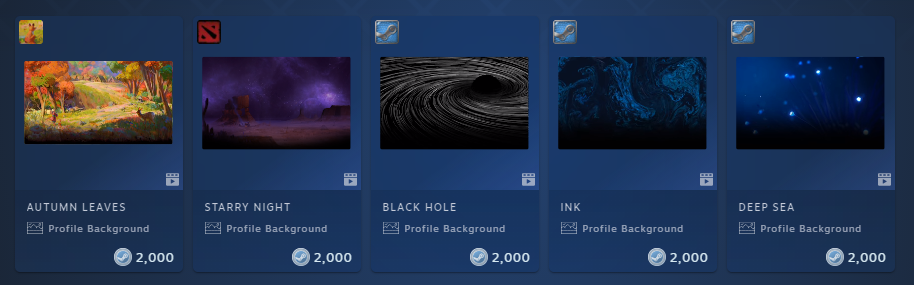 AUTUMN LEAVES
Profile Background
2,000
STARRY NIGHT
Profile Background
2,000
BLACK HOLE
Profile Background
2,000
INK
Profile Background
2,000
DEEP SEA
Profile Background
2,000